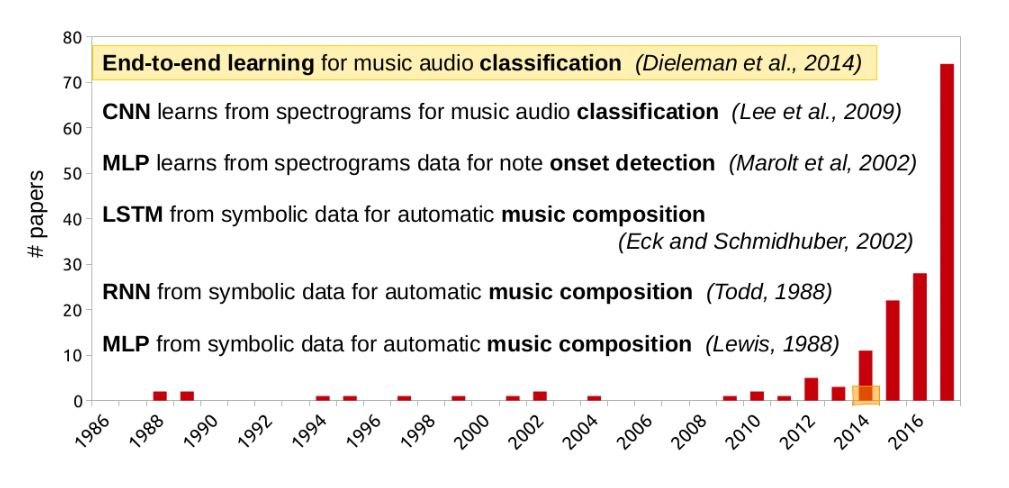 80
End-to-end learning for music audio classification (Dieleman et al., 2014)
70
CNN learns from spectrograms for music audio classification (Lee et al., 2009)
60
MLP learns from spectrograms data for note onset detection (Marolt et al, 2002)
50
LSTM from symbolic data for automatic music composition
40
(Eck and Schmidhuber, 2002)
# papers
30
RNN from symbolic data for automatic music composition (Todd, 1988)
20
MLP from symbolic data for automatic music composition (Lewis, 1988)
10
0
1986 1988 1990 1992 1994 1996 1998 2000 2002 2004 2006 2008 2010 2012 2014 2016